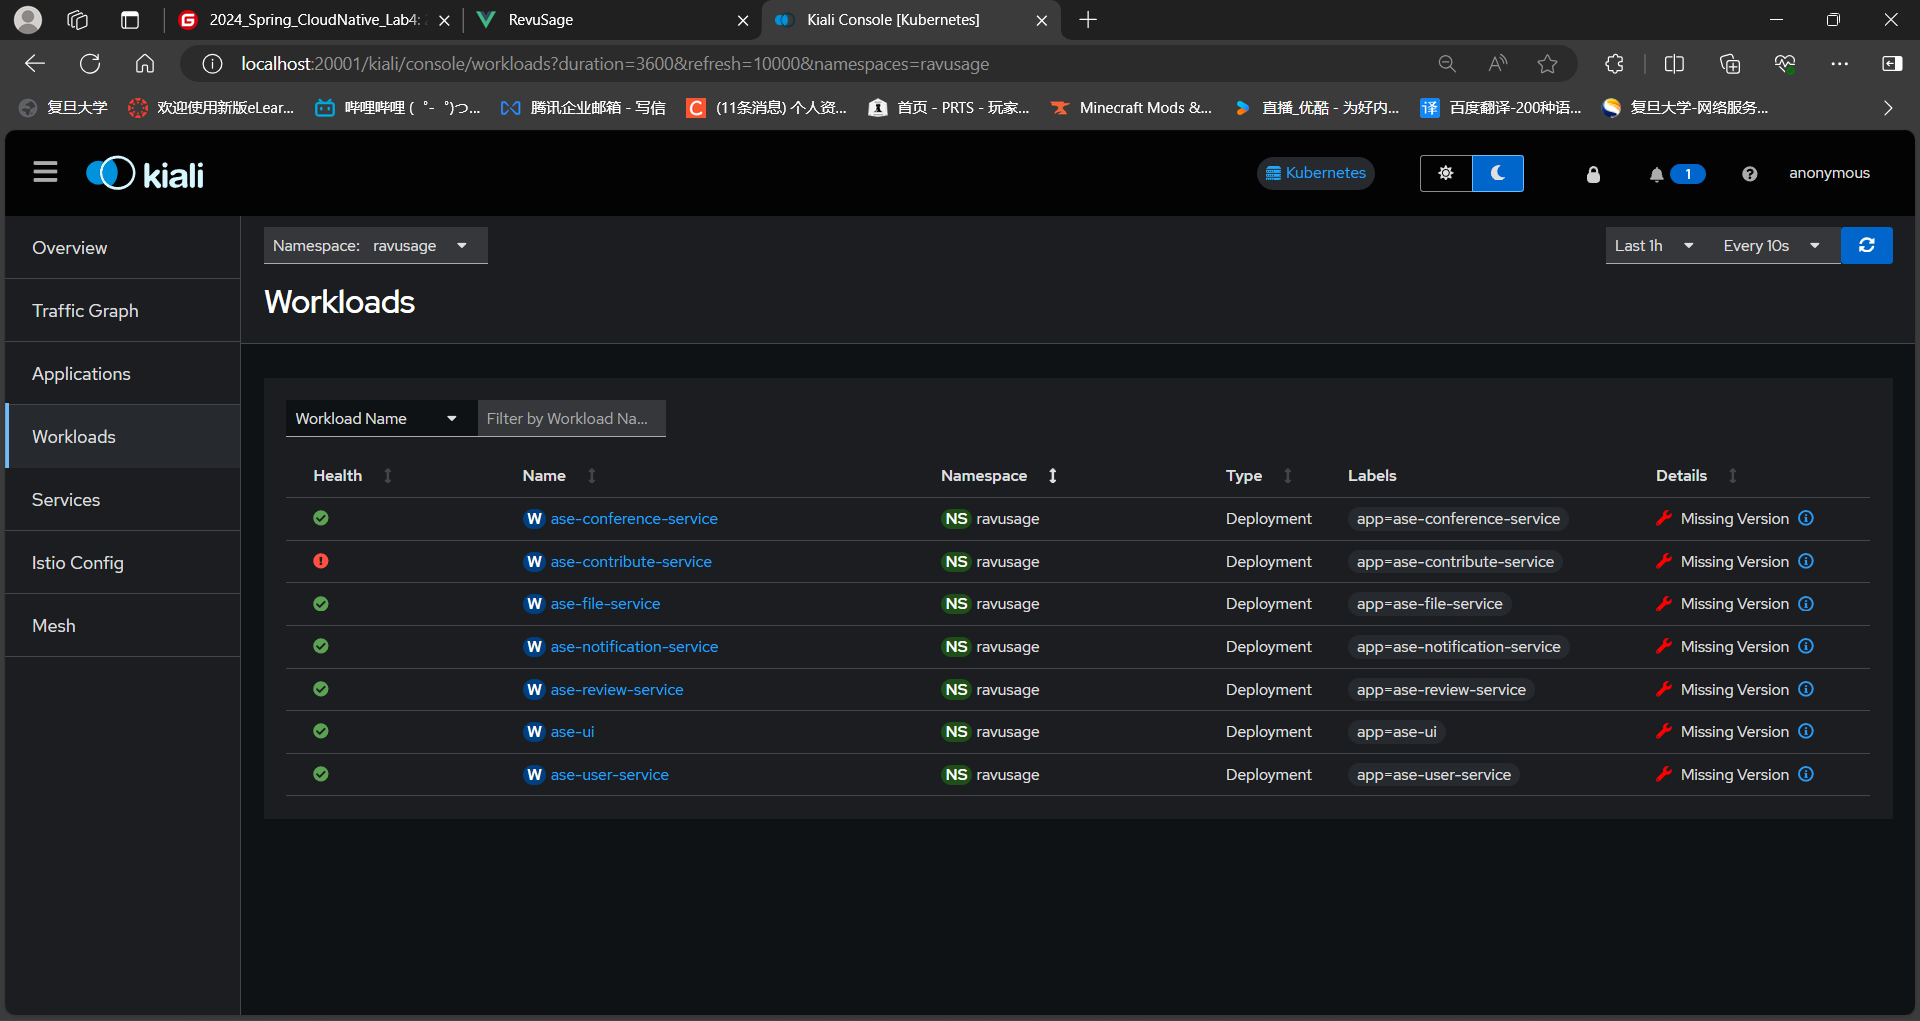 2024_Spring_CloudNative_Lab4:
RevuSage
Kiali Console [Kubernetes]
localhost:20001/kiali/console/workloads?duration=3600&refresh=10000&namespaces=ravusage
复旦大学
欢迎使用新版eLear...
哔哩哔哩 ( ゜- ゜)つ...
腾讯企业邮箱 - 写信
(11条消息) 个人资...
首页 - PRTS - 玩家...
Minecraft Mods &...
直播_优酷 - 为好内...
译
百度翻译-200种语...
复旦大学-网络服务...
kiali
Kubernetes
1
anonymous
Overview
Traffic Graph
Applications
Workloads
Services
Istio Config
Mesh
Namespace: ravusage
Last 1h
Every 10s
Workloads
Workload Name
Filter by Workload Na...
Health Name Namespace Type Labels Details
W ase-conference-service NS ravusage Deployment app=ase-conference-service Missing Version
W ase-contribute-service NS ravusage Deployment app=ase-contribute-service Missing Version
W ase-file-service NS ravusage Deployment app=ase-file-service Missing Version
W ase-notification-service NS ravusage Deployment app=ase-notification-service Missing Version
W ase-review-service NS ravusage Deployment app=ase-review-service Missing Version
W ase-ui NS ravusage Deployment app=ase-ui Missing Version
W ase-user-service NS ravusage Deployment app=ase-user-service Missing Version